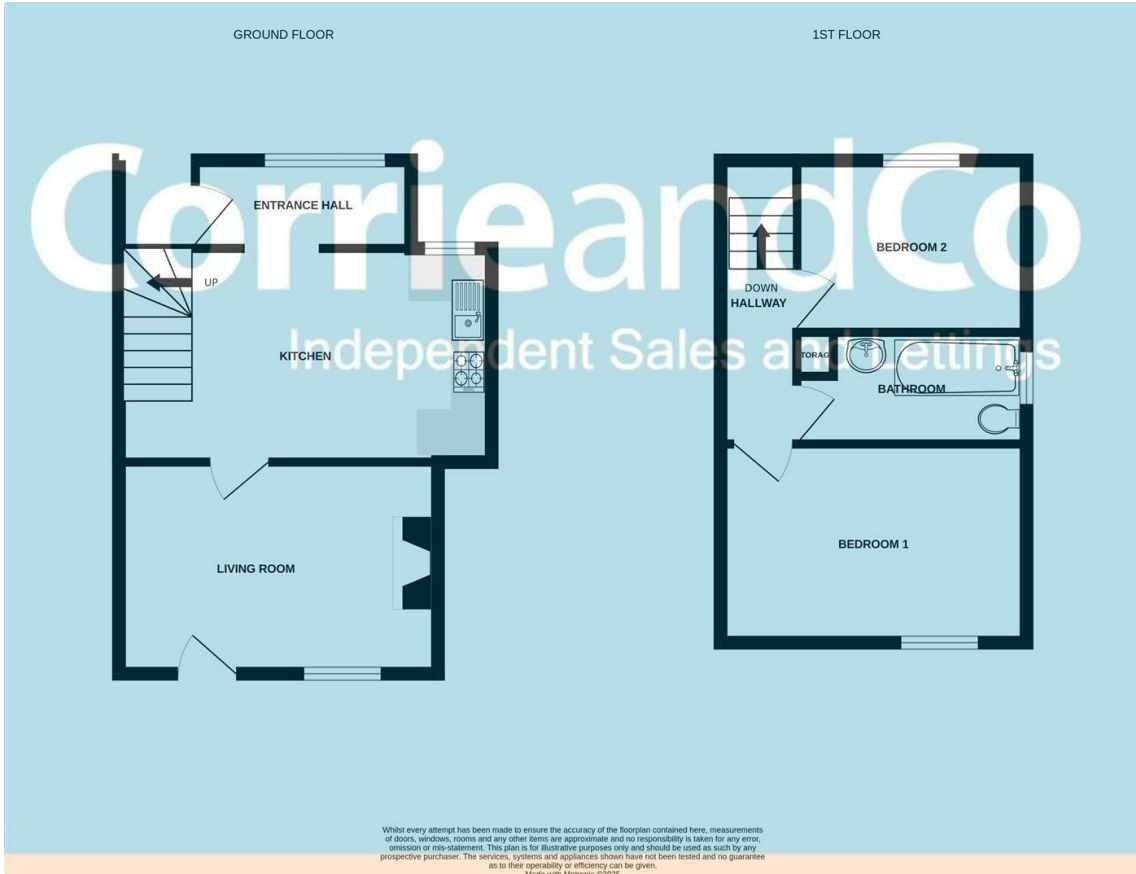 GROUND FLOOR
1ST FLOOR
CorrieandCo
Independent Sales and Lettings
ENTRANCE HALL
UP
KITCHEN
LIVING ROOM
BEDROOM 2
DOWN
HALLWAY
TORAG
BATHROOM
BEDROOM 1
Whilst every attempt has been made to ensure the accuracy of the floorplan contained here, measurements
of doors, windows, rooms and any other items are approximate and no responsibility is taken for any error,
omission or mis-statement. This plan is for illustrative purposes only and should be used as such by any
prospective purchaser. The services, systems and appliances shown have not been tested and no guarantee
as to their operability or efficiency can be given.
Made with Metropix ©2025